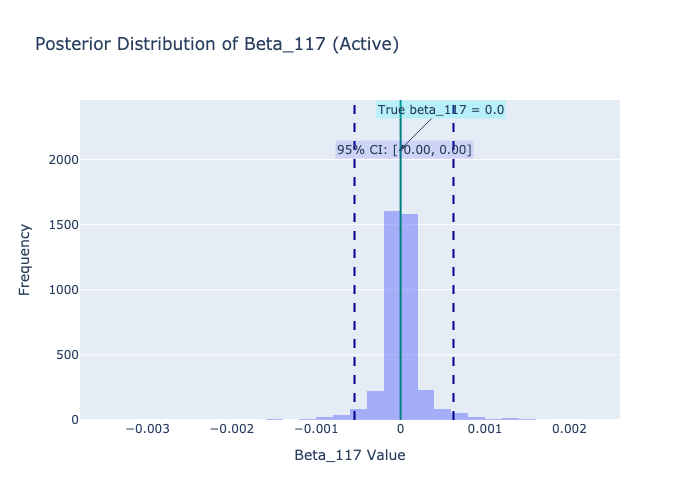 Posterior Distribution of Beta_117 (Active)
True beta_117 = 0.0
95% CI: [-0.00, 0.00]
2000
1500
1000
500
0
Frequency
−0.003
−0.002
−0.001
0
0.001
0.002
Beta_117 Value